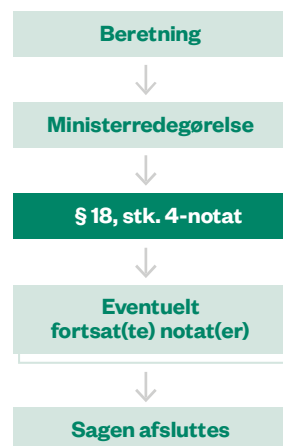 Beretning
Ministerredegørelse
§ 18, stk. 4-notat
Eventuelt
fortsat(te) notat(er)
Sagen afsluttes